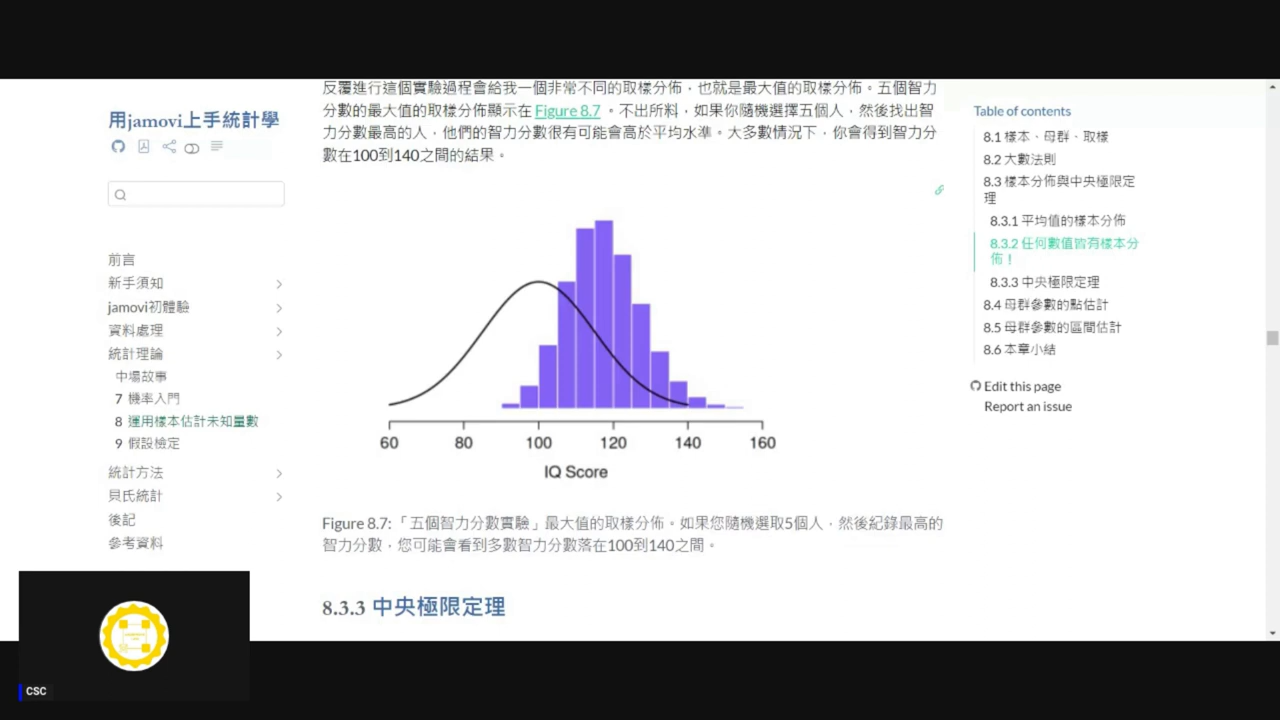 用jamovi上手統計學
前言
新手須知
jamovi初體驗
資料處理
統計理論
中場故事
7 機率入門
8 運用樣本估計未知量數
9 假設檢定
統計方法
貝氏統計
後記
參考資料
反覆進行這個實驗過程會給我一個非常不同的取樣分佈，也就是最大值的取樣分佈。五個智力
分數的最大值的取樣分佈顯示在 Figure 8.7 。不出所料，如果你隨機選擇五個人，然後找出智
力分數最高的人，他們的智力分數很有可能會高於平均水準。大多數情況下，你會得到智力分
數在100到140之間的結果。
60 80 100 120 140 160
IQ Score
Figure 8.7: 「五個智力分數實驗」最大值的取樣分佈。如果您隨機選取5個人，然後紀錄最高的
智力分數，您可能會看到多數智力分數落在100到140之間。
8.3.3 中央極限定理
Table of contents
8.1 樣本、母群、取樣
8.2 大數法則
8.3 樣本分佈與中央極限定
理
8.3.1 平均值的樣本分佈
8.3.2 任何數值皆有樣本分
佈！
8.3.3 中央極限定理
8.4 母群參數的點估計
8.5 母群參數的區間估計
8.6 本章小結
Edit this page
Report an issue
CSC